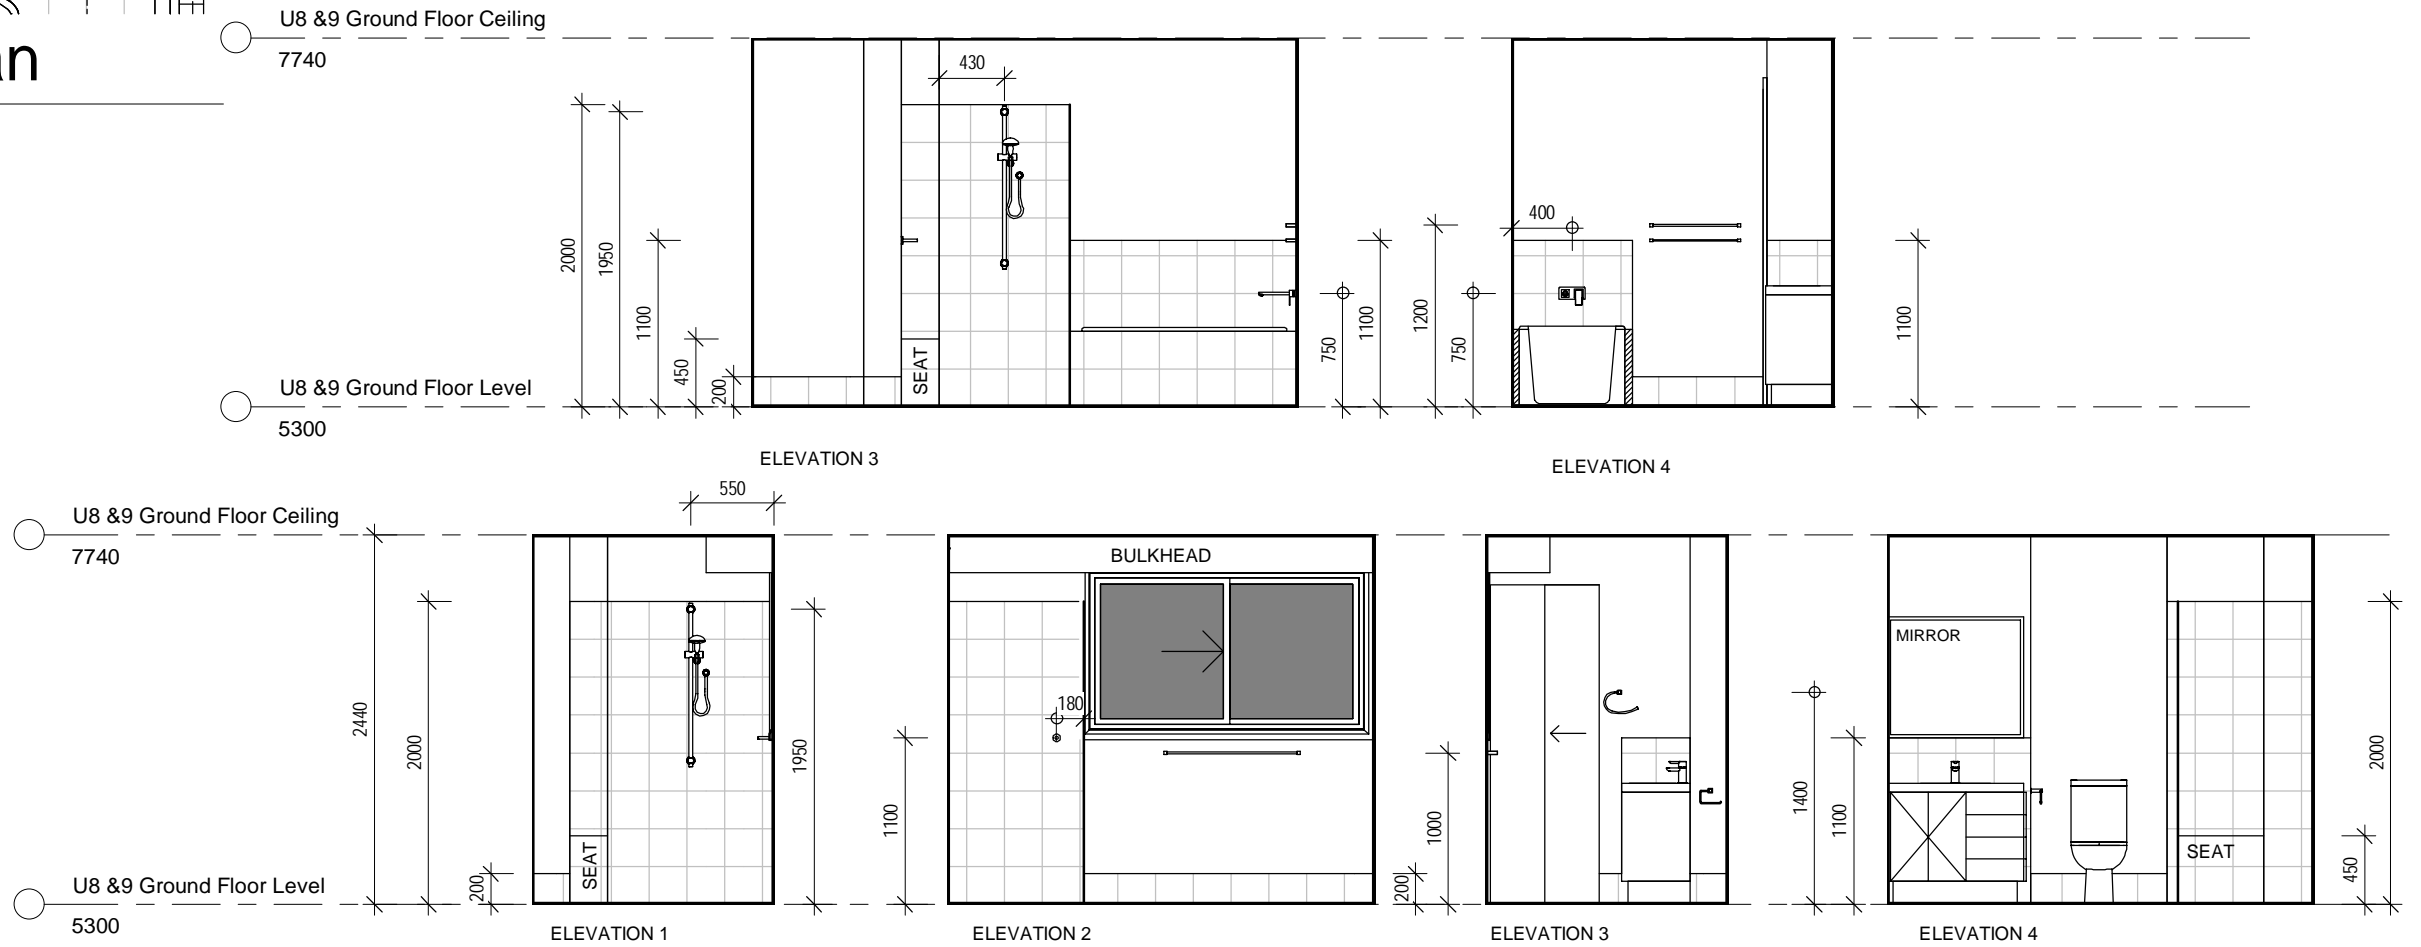 an
U8 &9 Ground Floor Ceiling
7740
430
2000
1950
1100
450
200
SEAT
750
1100
1200
750
400
1100
U8 &9 Ground Floor Level
5300
ELEVATION 3
ELEVATION 4
U8 &9 Ground Floor Ceiling
7740
550
2440
2000
200
SEAT
1950
1100
BULKHEAD
180
200
1000
1400
1100
MIRROR
SEAT
450
2000
U8 &9 Ground Floor Level
5300
ELEVATION 1
ELEVATION 2
ELEVATION 3
ELEVATION 4